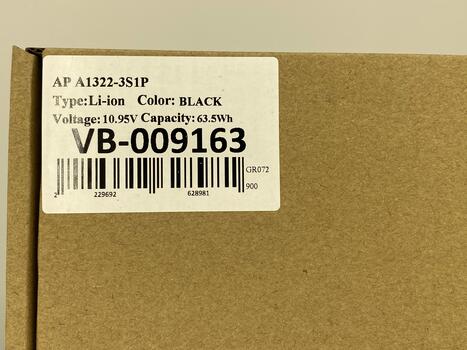 AP A1322-3S1P
Type:Li-ion Color: BLACK
Voltage: 10.95V Capacity: 63.5Wh
VB-009163
GR072
2 229692 628981 900